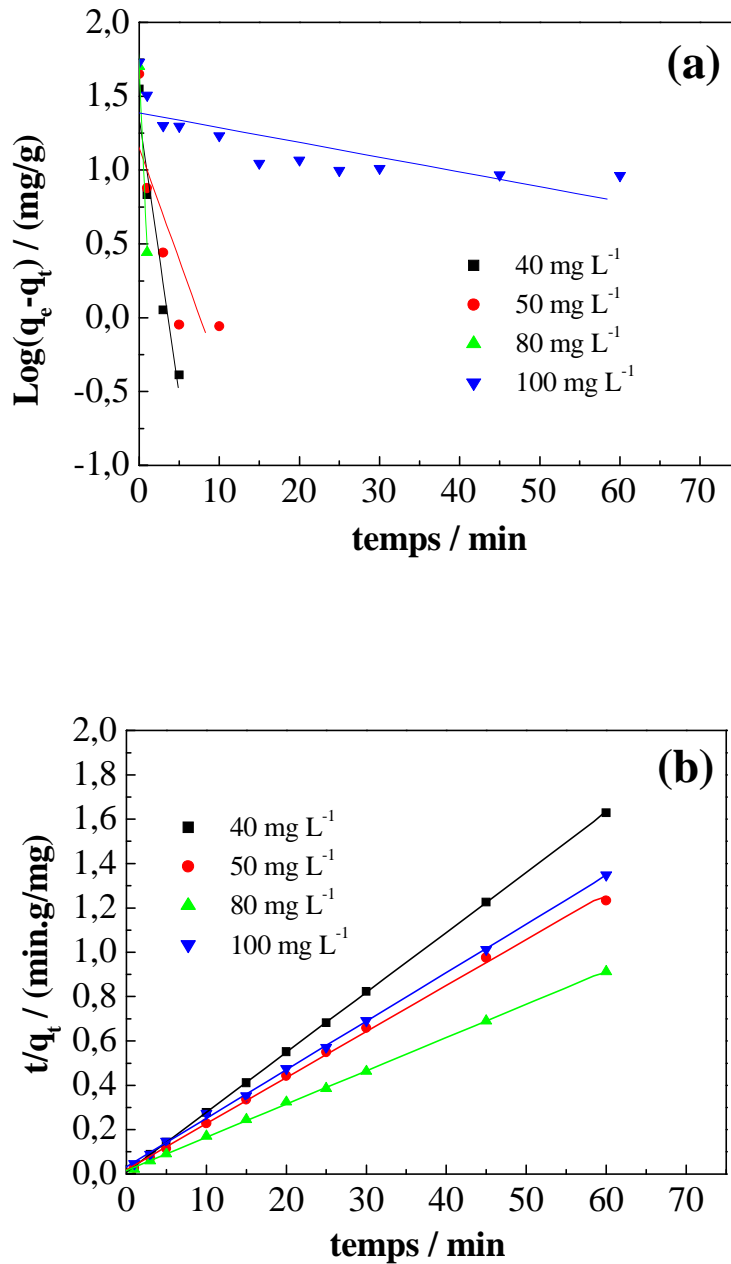 (a)
2,0
1,5
1,0
0,5
0,0
-0,5
-1,0
Log(q_e-q_t) / (mg/g)
40 mg L^-1
50 mg L^-1
80 mg L^-1
100 mg L^-1
0 10 20 30 40 50 60 70
temps / min
(b)
2,0
1,8
1,6
1,4
1,2
1,0
0,8
0,6
0,4
0,2
0,0
t/q_t / (min.g/mg)
40 mg L^-1
50 mg L^-1
80 mg L^-1
100 mg L^-1
0 10 20 30 40 50 60 70
temps / min